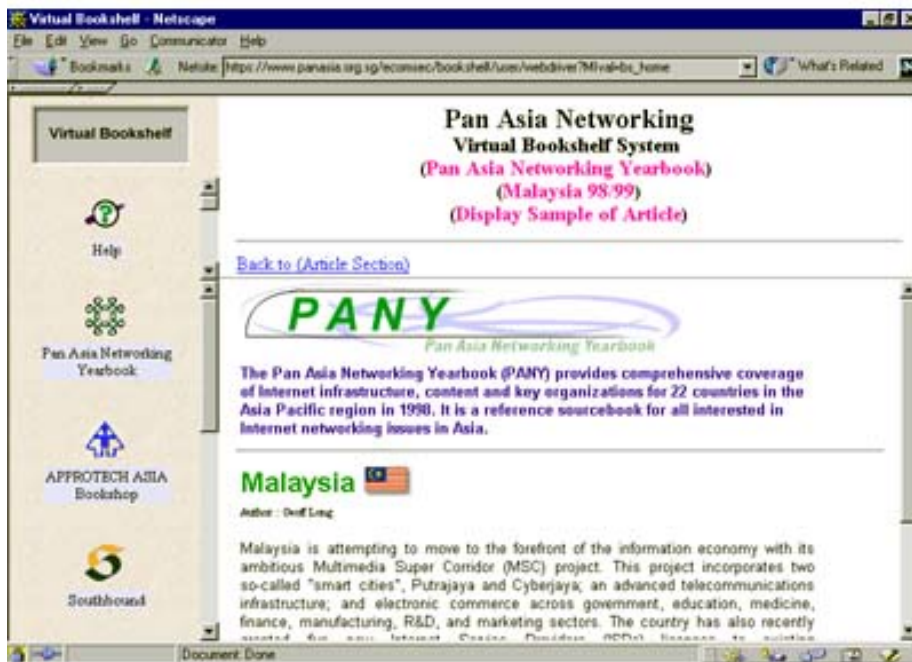 Virtual Bookshelf - Netscape
File Edit View Go Communicator Help
Bookmarks Netsite: https://www.panasia.org.sg/ecomsec/bookshelf/user/webdriver?MIval=bs_home What's Related
Virtual Bookshelf
Help
Pan Asia Networking
Yearbook
APPROTECH ASIA
Bookshop
Southbound
Pan Asia Networking
Virtual Bookshelf System
(Pan Asia Networking Yearbook)
(Malaysia 98/99)
(Display Sample of Article)
Back to (Article Section)
PANY
Pan Asia Networking Yearbook
The Pan Asia Networking Yearbook (PANY) provides comprehensive coverage
of Internet infrastructure, content and key organizations for 22 countries in the
Asia Pacific region in 1998. It is a reference sourcebook for all interested in
Internet networking issues in Asia.
Malaysia
Author : Geoff Long
Malaysia is attempting to move to the forefront of the information economy with its
ambitious Multimedia Super Corridor (MSC) project. This project incorporates two
so-called "smart cities", Putrajaya and Cyberjaya; an advanced telecommunications
infrastructure; and electronic commerce across government, education, medicine,
finance, manufacturing, R&D, and marketing sectors. The country has also recently
Document: Done